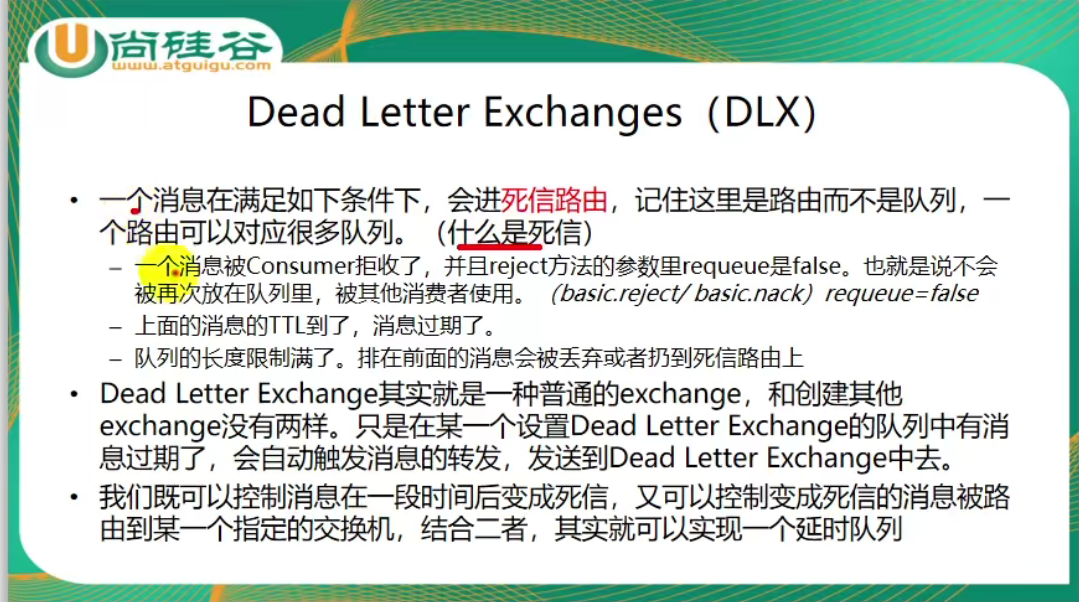 尚硅谷
www.atguigu.com
Dead Letter Exchanges（DLX）
• 一个消息在满足如下条件下，会进死信路由，记住这里是路由而不是队列，一
个路由可以对应很多队列。（什么是死信）
– 一个消息被Consumer拒收了，并且reject方法的参数里requeue是false。也就是说不会
被再次放在队列里，被其他消费者使用。（basic.reject/ basic.nack）requeue=false
– 上面的消息的TTL到了，消息过期了。
– 队列的长度限制满了。排在前面的消息会被丢弃或者扔到死信路由上
• Dead Letter Exchange其实就是一种普通的exchange，和创建其他
exchange没有两样。只是在某一个设置Dead Letter Exchange的队列中有消
息过期了，会自动触发消息的转发，发送到Dead Letter Exchange中去。
• 我们既可以控制消息在一段时间后变成死信，又可以控制变成死信的消息被路
由到某一个指定的交换机，结合二者，其实就可以实现一个延时队列